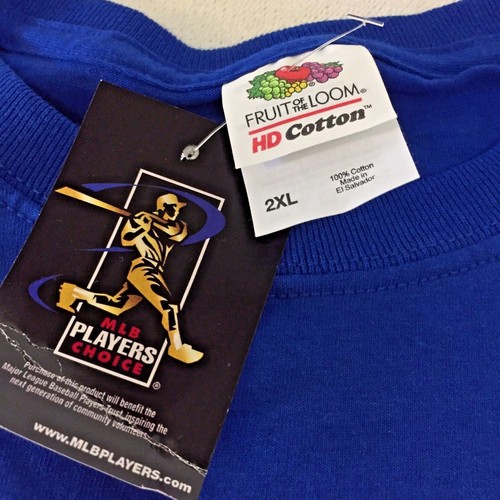 FRUIT OF THE LOOM®
HD Cotton™
2XL
100% Cotton
Made in
El Salvador
MLB
PLAYERS
CHOICE
®
Purchase of this product will benefit the
Major League Baseball Players Trust, inspiring the
next generation of community volunteers.
www.MLBPLAYERS.com